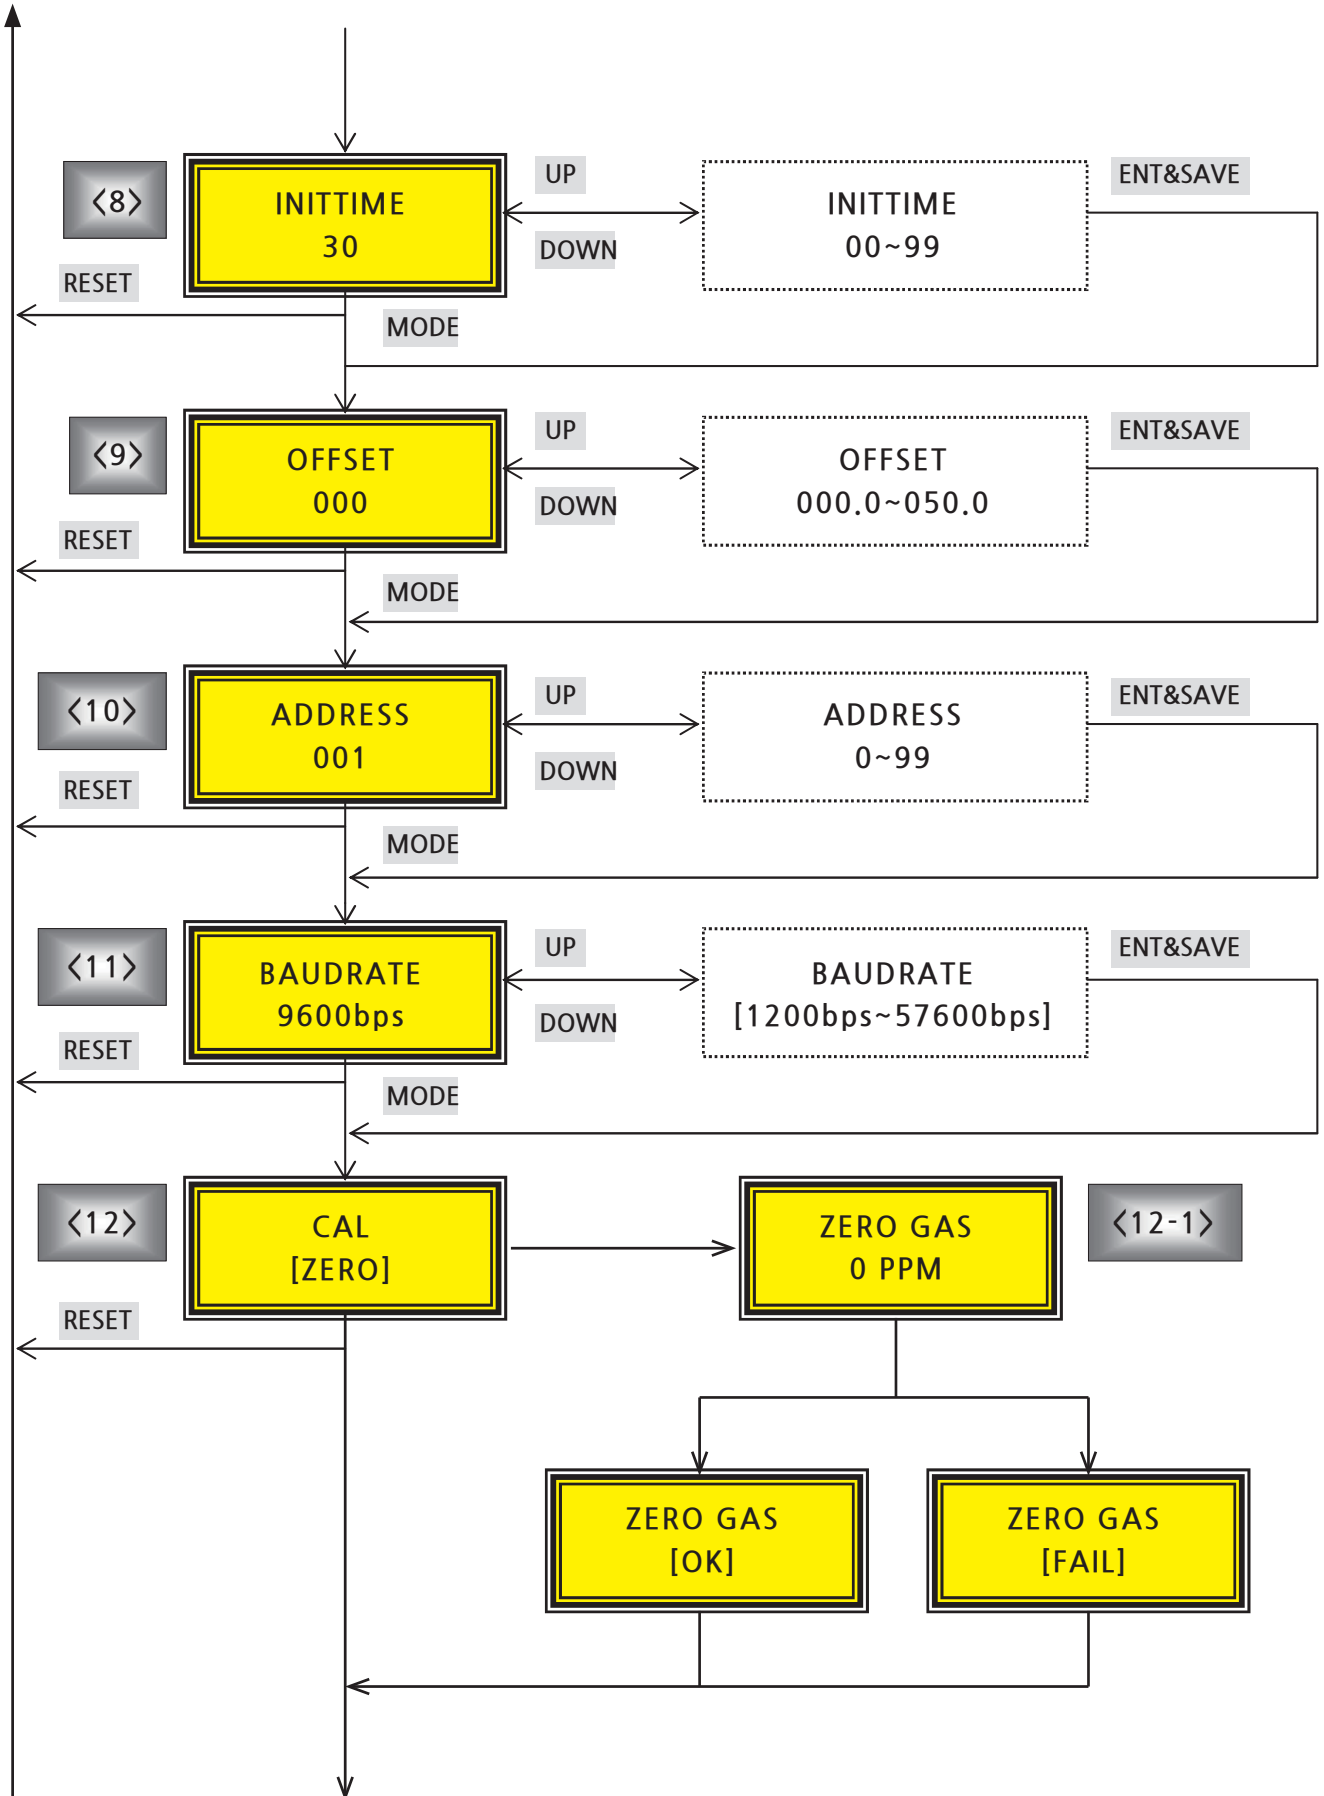 <8>
INITTIME
30
UP
DOWN
INITTIME
00~99
ENT&SAVE
RESET
MODE
<9>
OFFSET
000
UP
DOWN
OFFSET
000.0~050.0
ENT&SAVE
RESET
MODE
<10>
ADDRESS
001
UP
DOWN
ADDRESS
0~99
ENT&SAVE
RESET
MODE
<11>
BAUDRATE
9600bps
UP
DOWN
BAUDRATE
[1200bps~57600bps]
ENT&SAVE
RESET
MODE
<12>
CAL
[ZERO]
ZERO GAS
0 PPM
<12-1>
RESET
ZERO GAS
[OK]
ZERO GAS
[FAIL]